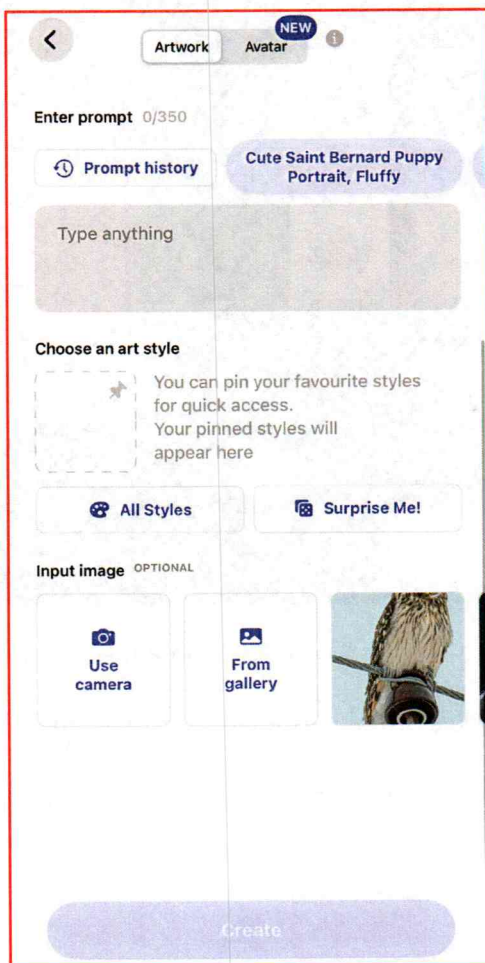 NEW
Artwork Avatar
Enter prompt 0/350
Prompt history
Cute Saint Bernard Puppy
Portrait, Fluffy
Type anything
Choose an art style
You can pin your favourite styles
for quick access.
Your pinned styles will
appear here
All Styles
Surprise Me!
Input image OPTIONAL
Use
camera
From
gallery
Create